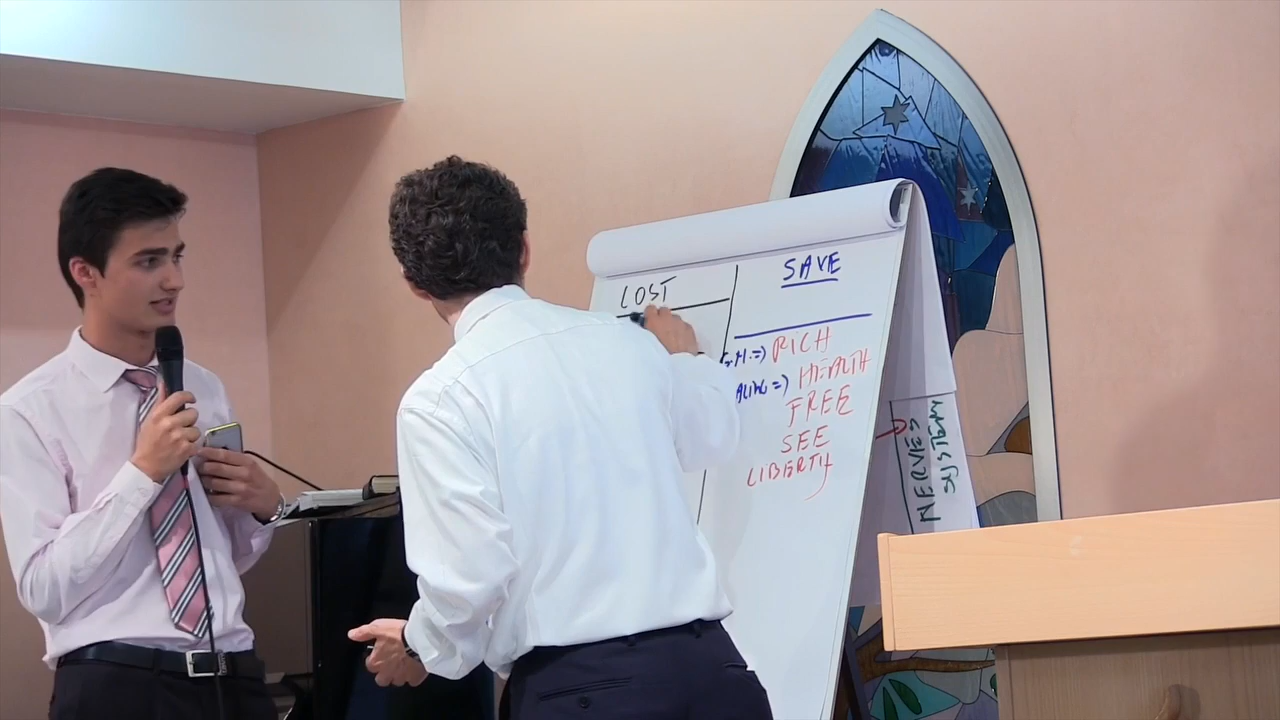 LOST
SAVE
RICH
HEALTH
FREE
SEE
LIBERTY
NERVES
SYSTEM